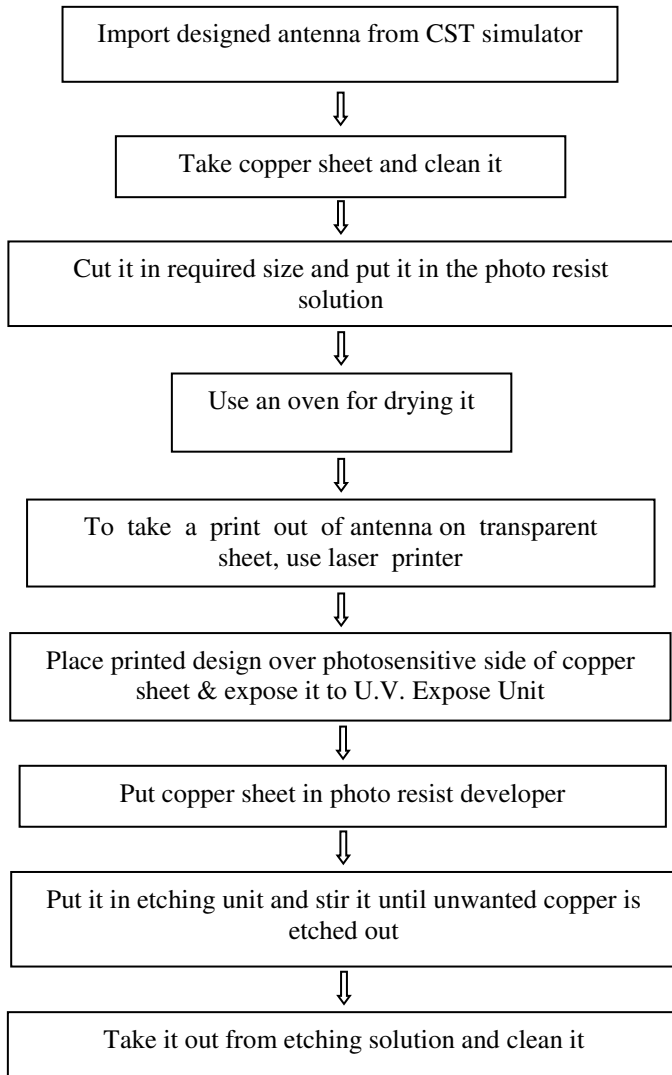 Import designed antenna from CST simulator
Take copper sheet and clean it
Cut it in required size and put it in the photo resist
solution
Use an oven for drying it
To take a print out of antenna on transparent
sheet, use laser printer
Place printed design over photosensitive side of copper
sheet & expose it to U.V. Expose Unit
Put copper sheet in photo resist developer
Put it in etching unit and stir it until unwanted copper is
etched out
Take it out from etching solution and clean it